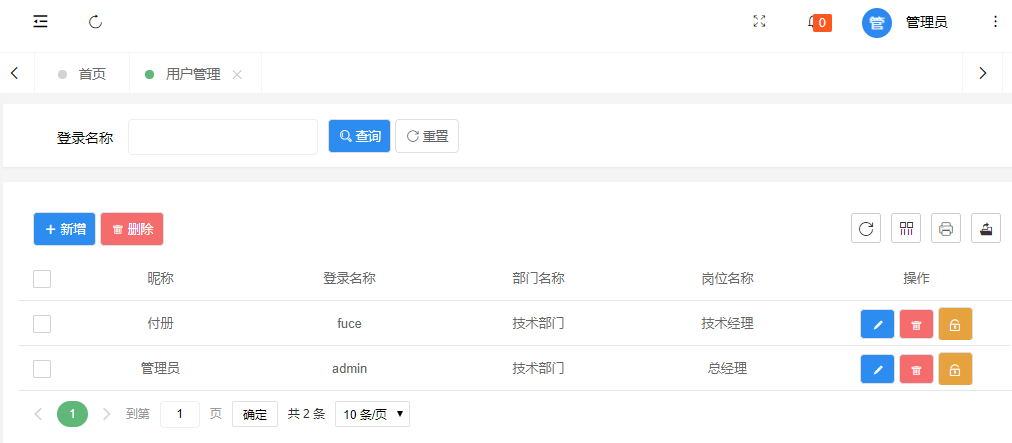 0 管 管理员
首页 用户管理
登录名称 查询 重置
新增 删除
昵称 登录名称 部门名称 岗位名称 操作
付册 fuce 技术部门 技术经理
管理员 admin 技术部门 总经理
1 到第 1 页 确定 共 2 条 10 条/页